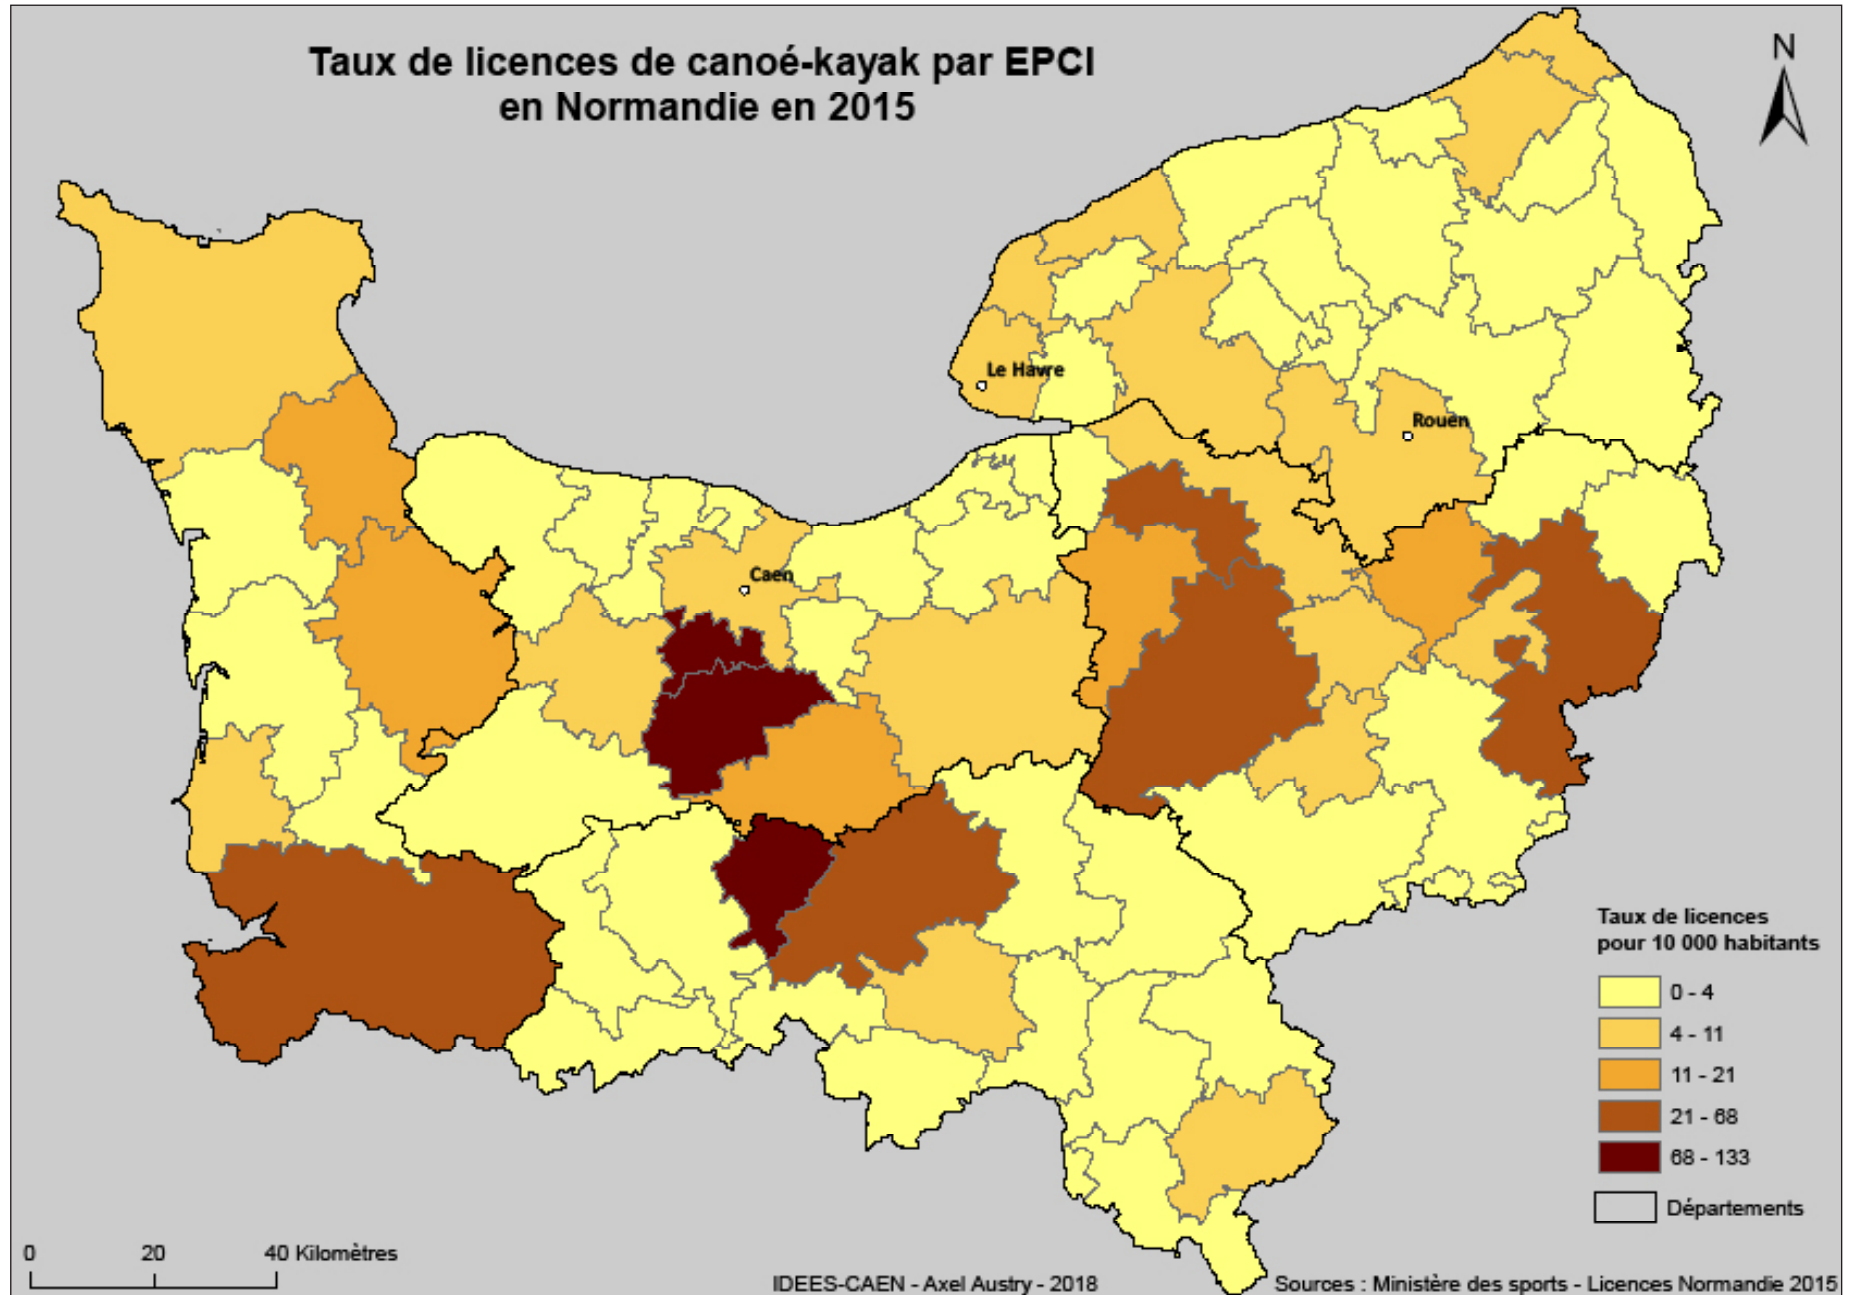 Taux de licences de canoé-kayak par EPCI
en Normandie en 2015
N
Le Havre
Rouen
Caen
Taux de licences
pour 10 000 habitants
0 - 4
4 - 11
11 - 21
21 - 68
68 - 133
Départements
0 20 40 Kilomètres
IDEES-CAEN - Axel Austry - 2018
Sources : Ministère des sports - Licences Normandie 2015